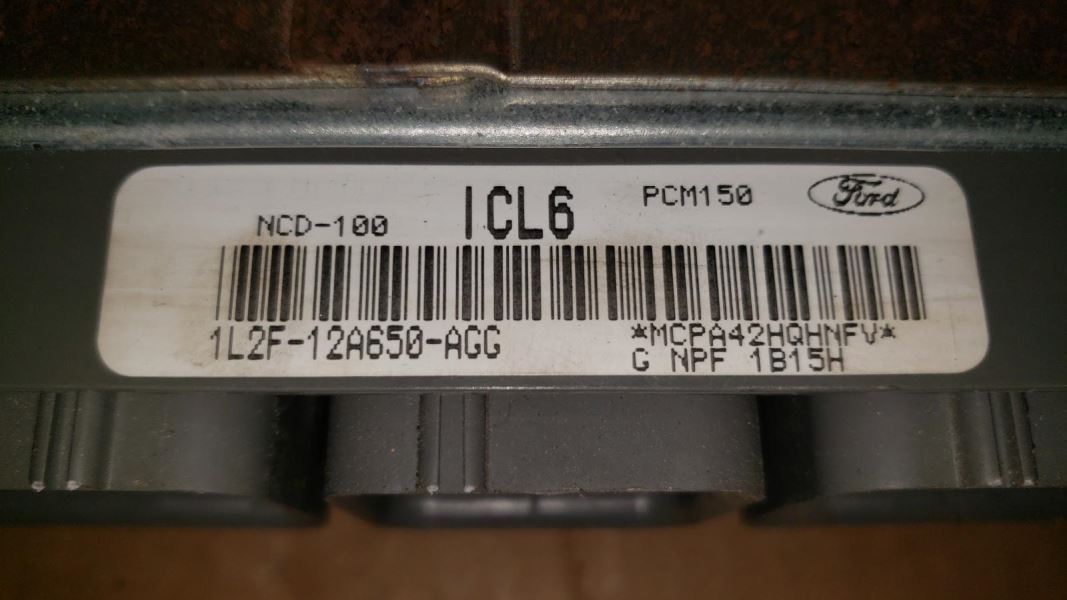 PCM150
Ford
NCD-100
ICL6
1L2F-12A650-AGG
*MCPA42HQHNFV*
G NPF 1B15H